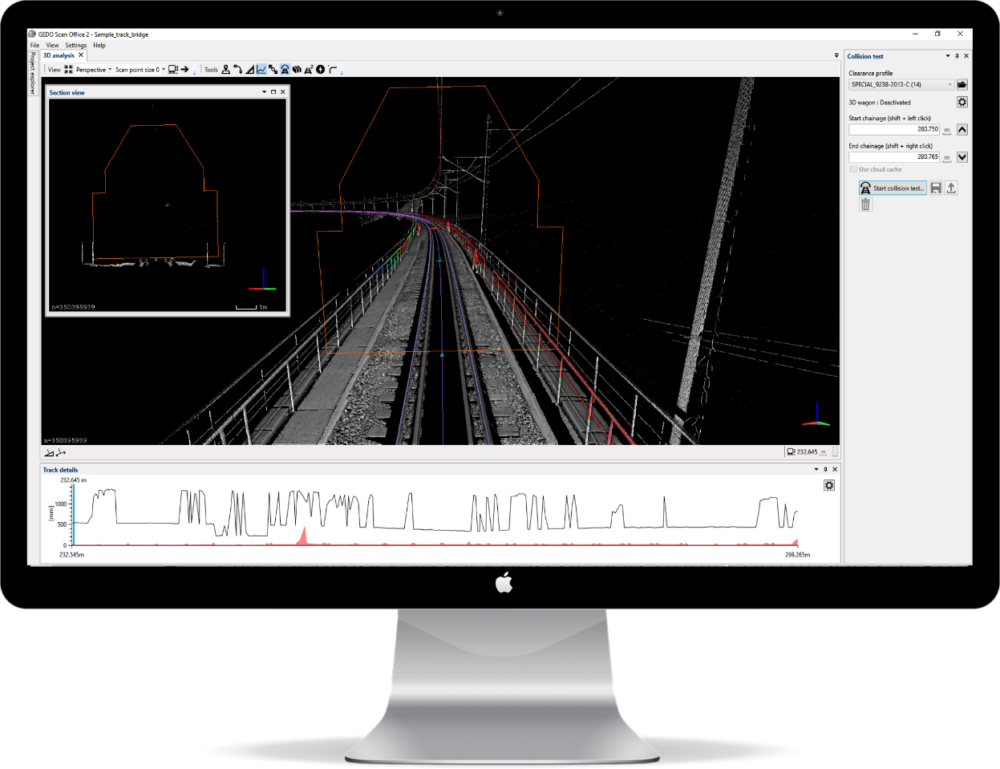 GEDO Scan Office 2 - Sample_track_bridge
File View Settings Help
Project explorer
3D analysis
View Perspective Scan point size 0 Tools
Section view
n=350395939
1m
n=350395939
232.645 m
Track details
232.645 m
[mm]
1000
500
0
232.545m
269.265m
Collision test
Clearance profile
SPECIAL_9238-2013-C (14)
3D wagon : Deactivated
Start chainage (shift + left click)
280.750 m
End chainage (shift + right click)
280.765 m
Use cloud cache
Start collision test...